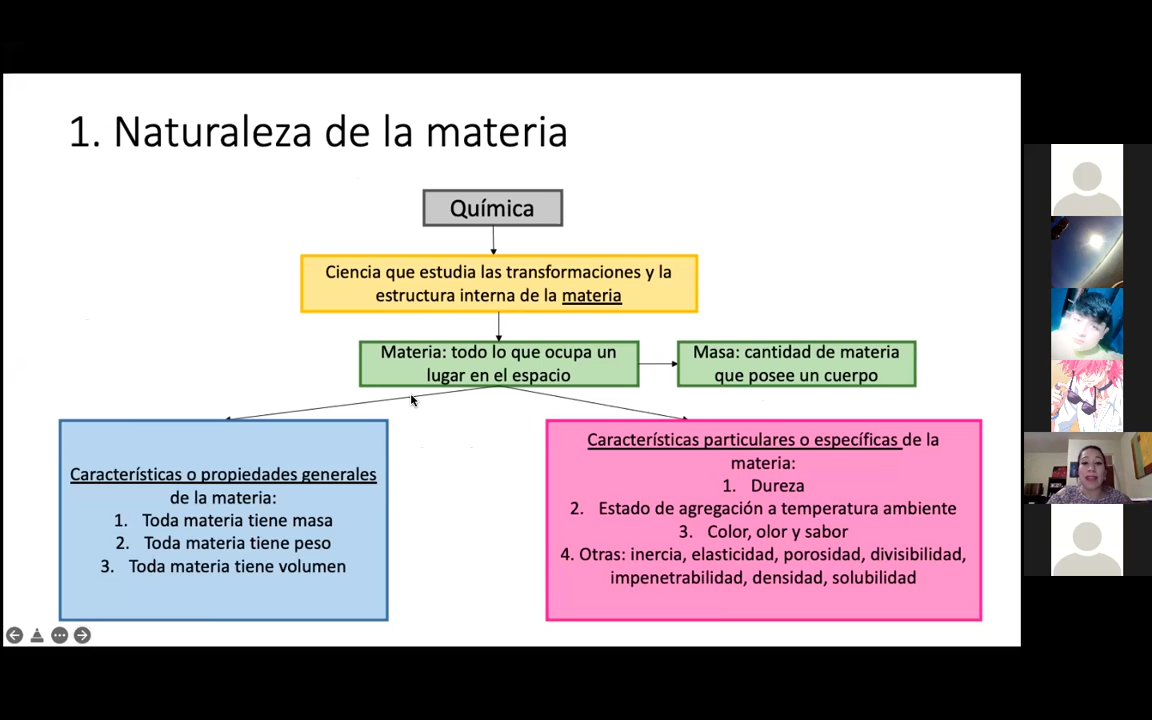 1. Naturaleza de la materia
Química
Ciencia que estudia las transformaciones y la
estructura interna de la materia
Materia: todo lo que ocupa un
lugar en el espacio
Masa: cantidad de materia
que posee un cuerpo
Características o propiedades generales
de la materia:
1. Toda materia tiene masa
2. Toda materia tiene peso
3. Toda materia tiene volumen
Características particulares o específicas de la
materia:
1. Dureza
2. Estado de agregación a temperatura ambiente
3. Color, olor y sabor
4. Otras: inercia, elasticidad, porosidad, divisibilidad,
impenetrabilidad, densidad, solubilidad